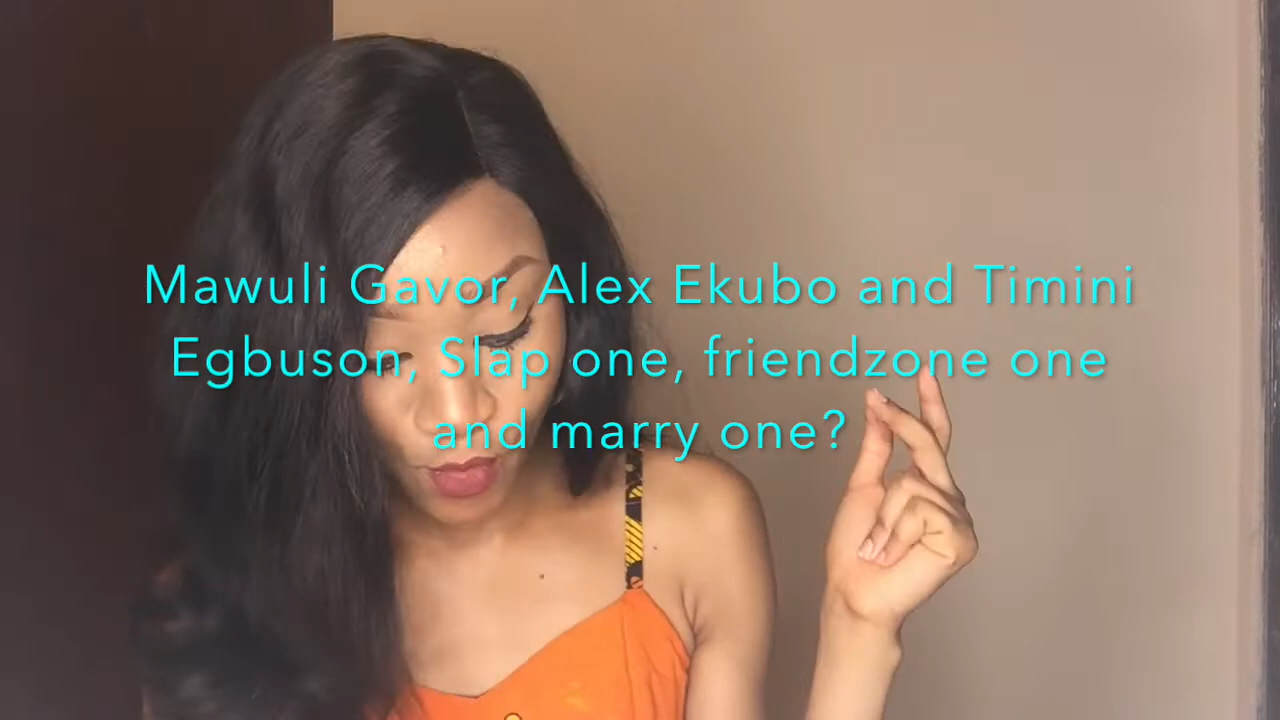 Mawuli Gavor, Alex Ekubo and Timini
Egbuson, Slap one, friendzone one
and marry one?